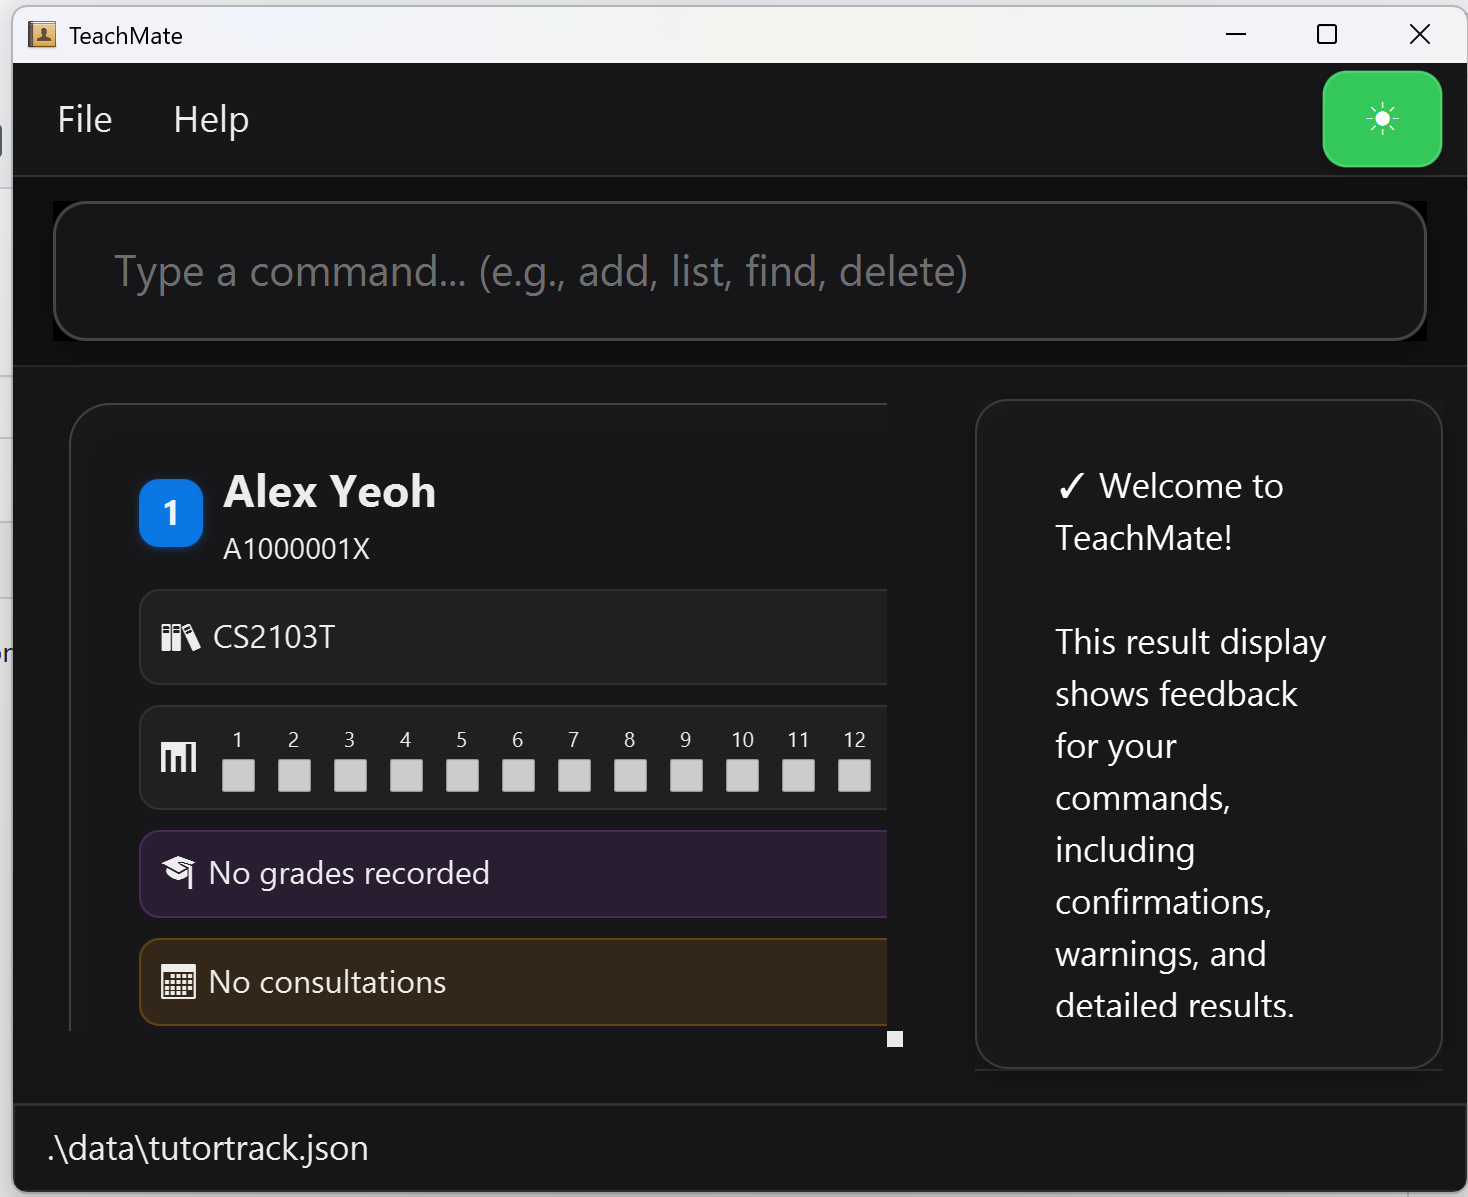 TeachMate
File Help
Type a command... (e.g., add, list, find, delete)
1
Alex Yeoh
A1000001X
CS2103T
1 2 3 4 5 6 7 8 9 10 11 12
No grades recorded
No consultations
✓ Welcome to
TeachMate!
This result display
shows feedback
for your
commands,
including
confirmations,
warnings, and
detailed results.
.\data\tutortrack.json